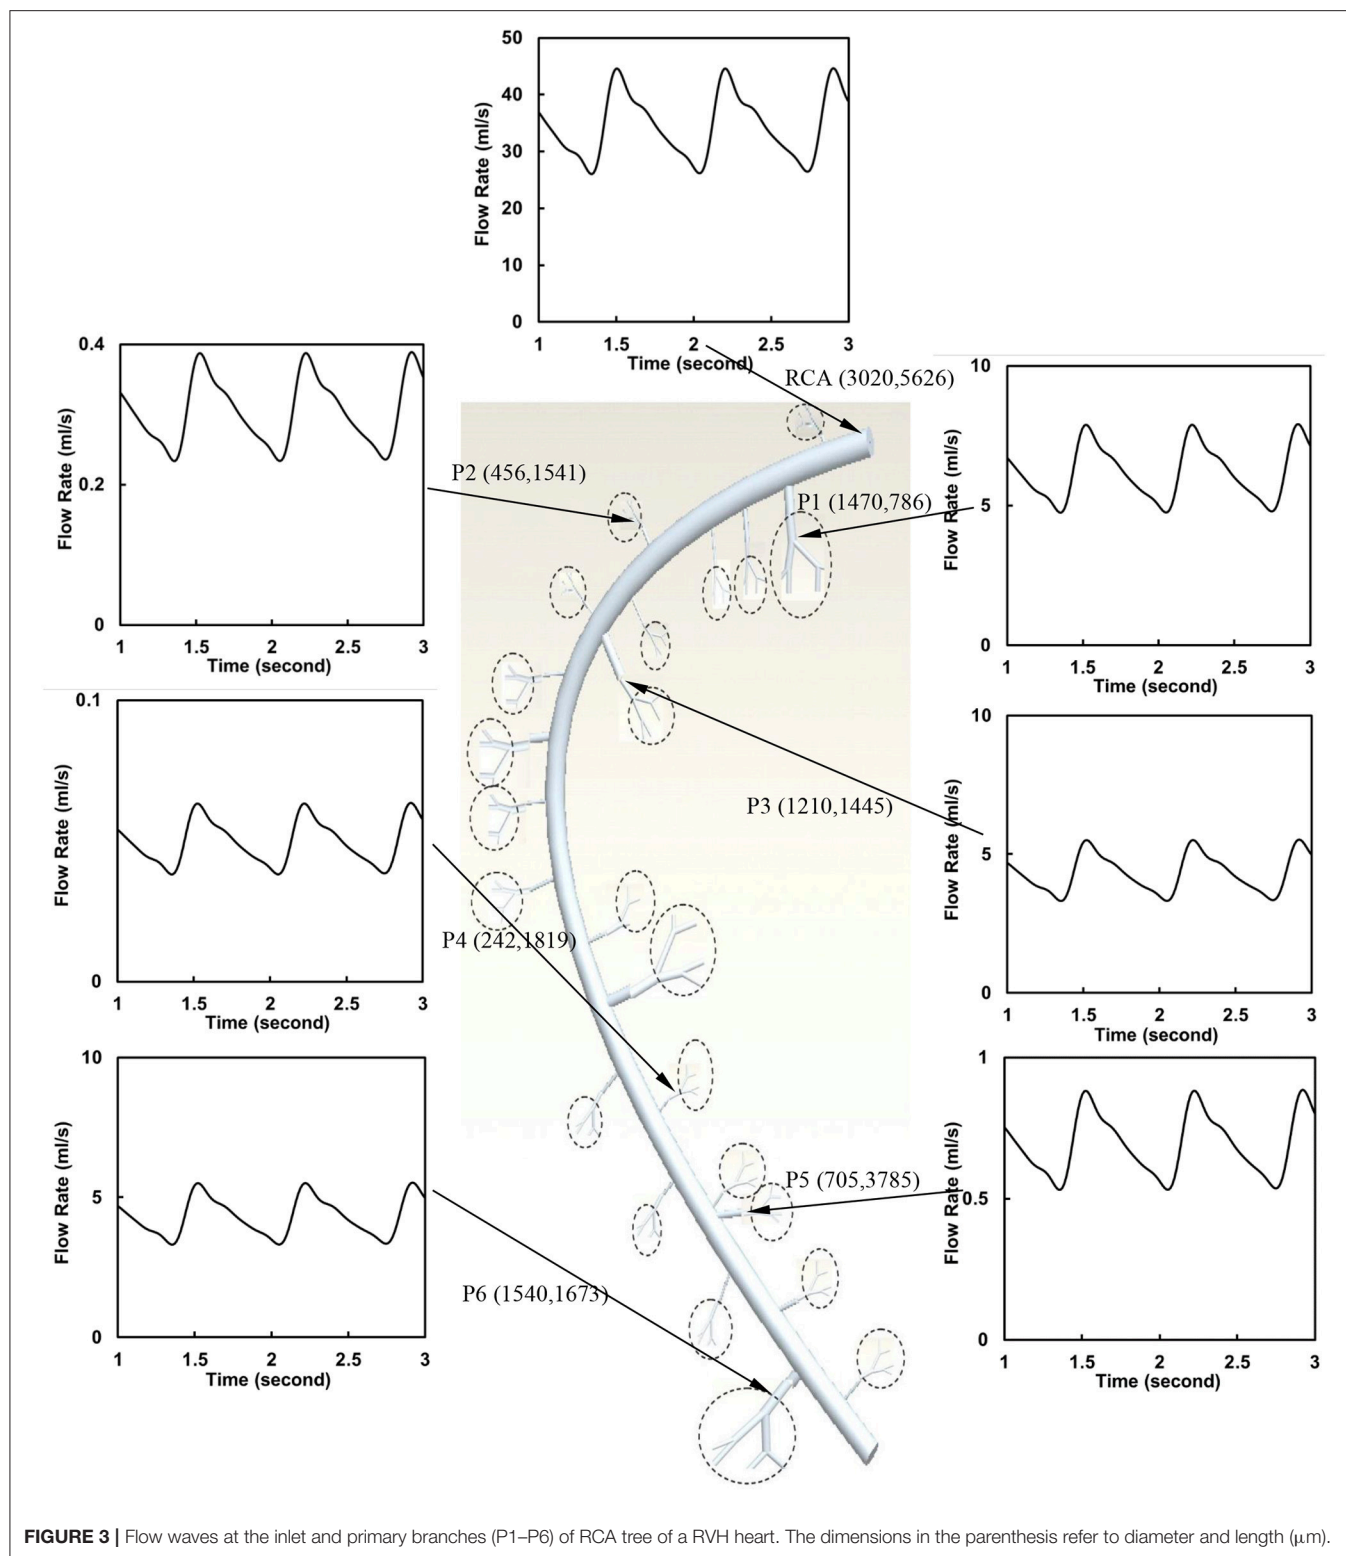 50
40
30
20
10
0
Flow Rate (ml/s)
1 1.5 2 2.5 3
Time (second)
RCA (3020,5626)
0.4
0.2
0
Flow Rate (ml/s)
1 1.5 2 2.5 3
Time (second)
P2 (456,1541)
10
5
0
Flow Rate (ml/s)
1 1.5 2 2.5 3
Time (second)
P1 (1470,786)
0.1
0
Flow Rate (ml/s)
1 1.5 2 2.5 3
Time (second)
P4 (242,1819)
10
5
0
Flow Rate (ml/s)
1 1.5 2 2.5 3
Time (second)
P3 (1210,1445)
10
5
0
Flow Rate (ml/s)
1 1.5 2 2.5 3
Time (second)
P6 (1540,1673)
1
0.5
0
Flow Rate (ml/s)
1 1.5 2 2.5 3
Time (second)
P5 (705,3785)
FIGURE 3 | Flow waves at the inlet and primary branches (P1–P6) of RCA tree of a RVH heart. The dimensions in the parenthesis refer to diameter and length (μm).